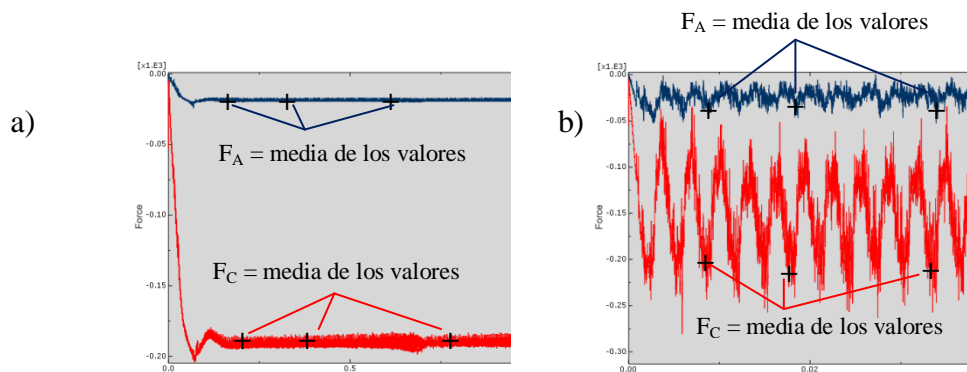 a)
[x1.E3]
0.00
-0.05
-0.10
-0.15
-0.20
Force
0.0
0.5
F_A = media de los valores
F_C = media de los valores
b)
F_A = media de los valores
[x1.E3]
0.00
-0.05
-0.10
-0.15
-0.20
-0.25
-0.30
Force
0.00
0.02
F_C = media de los valores